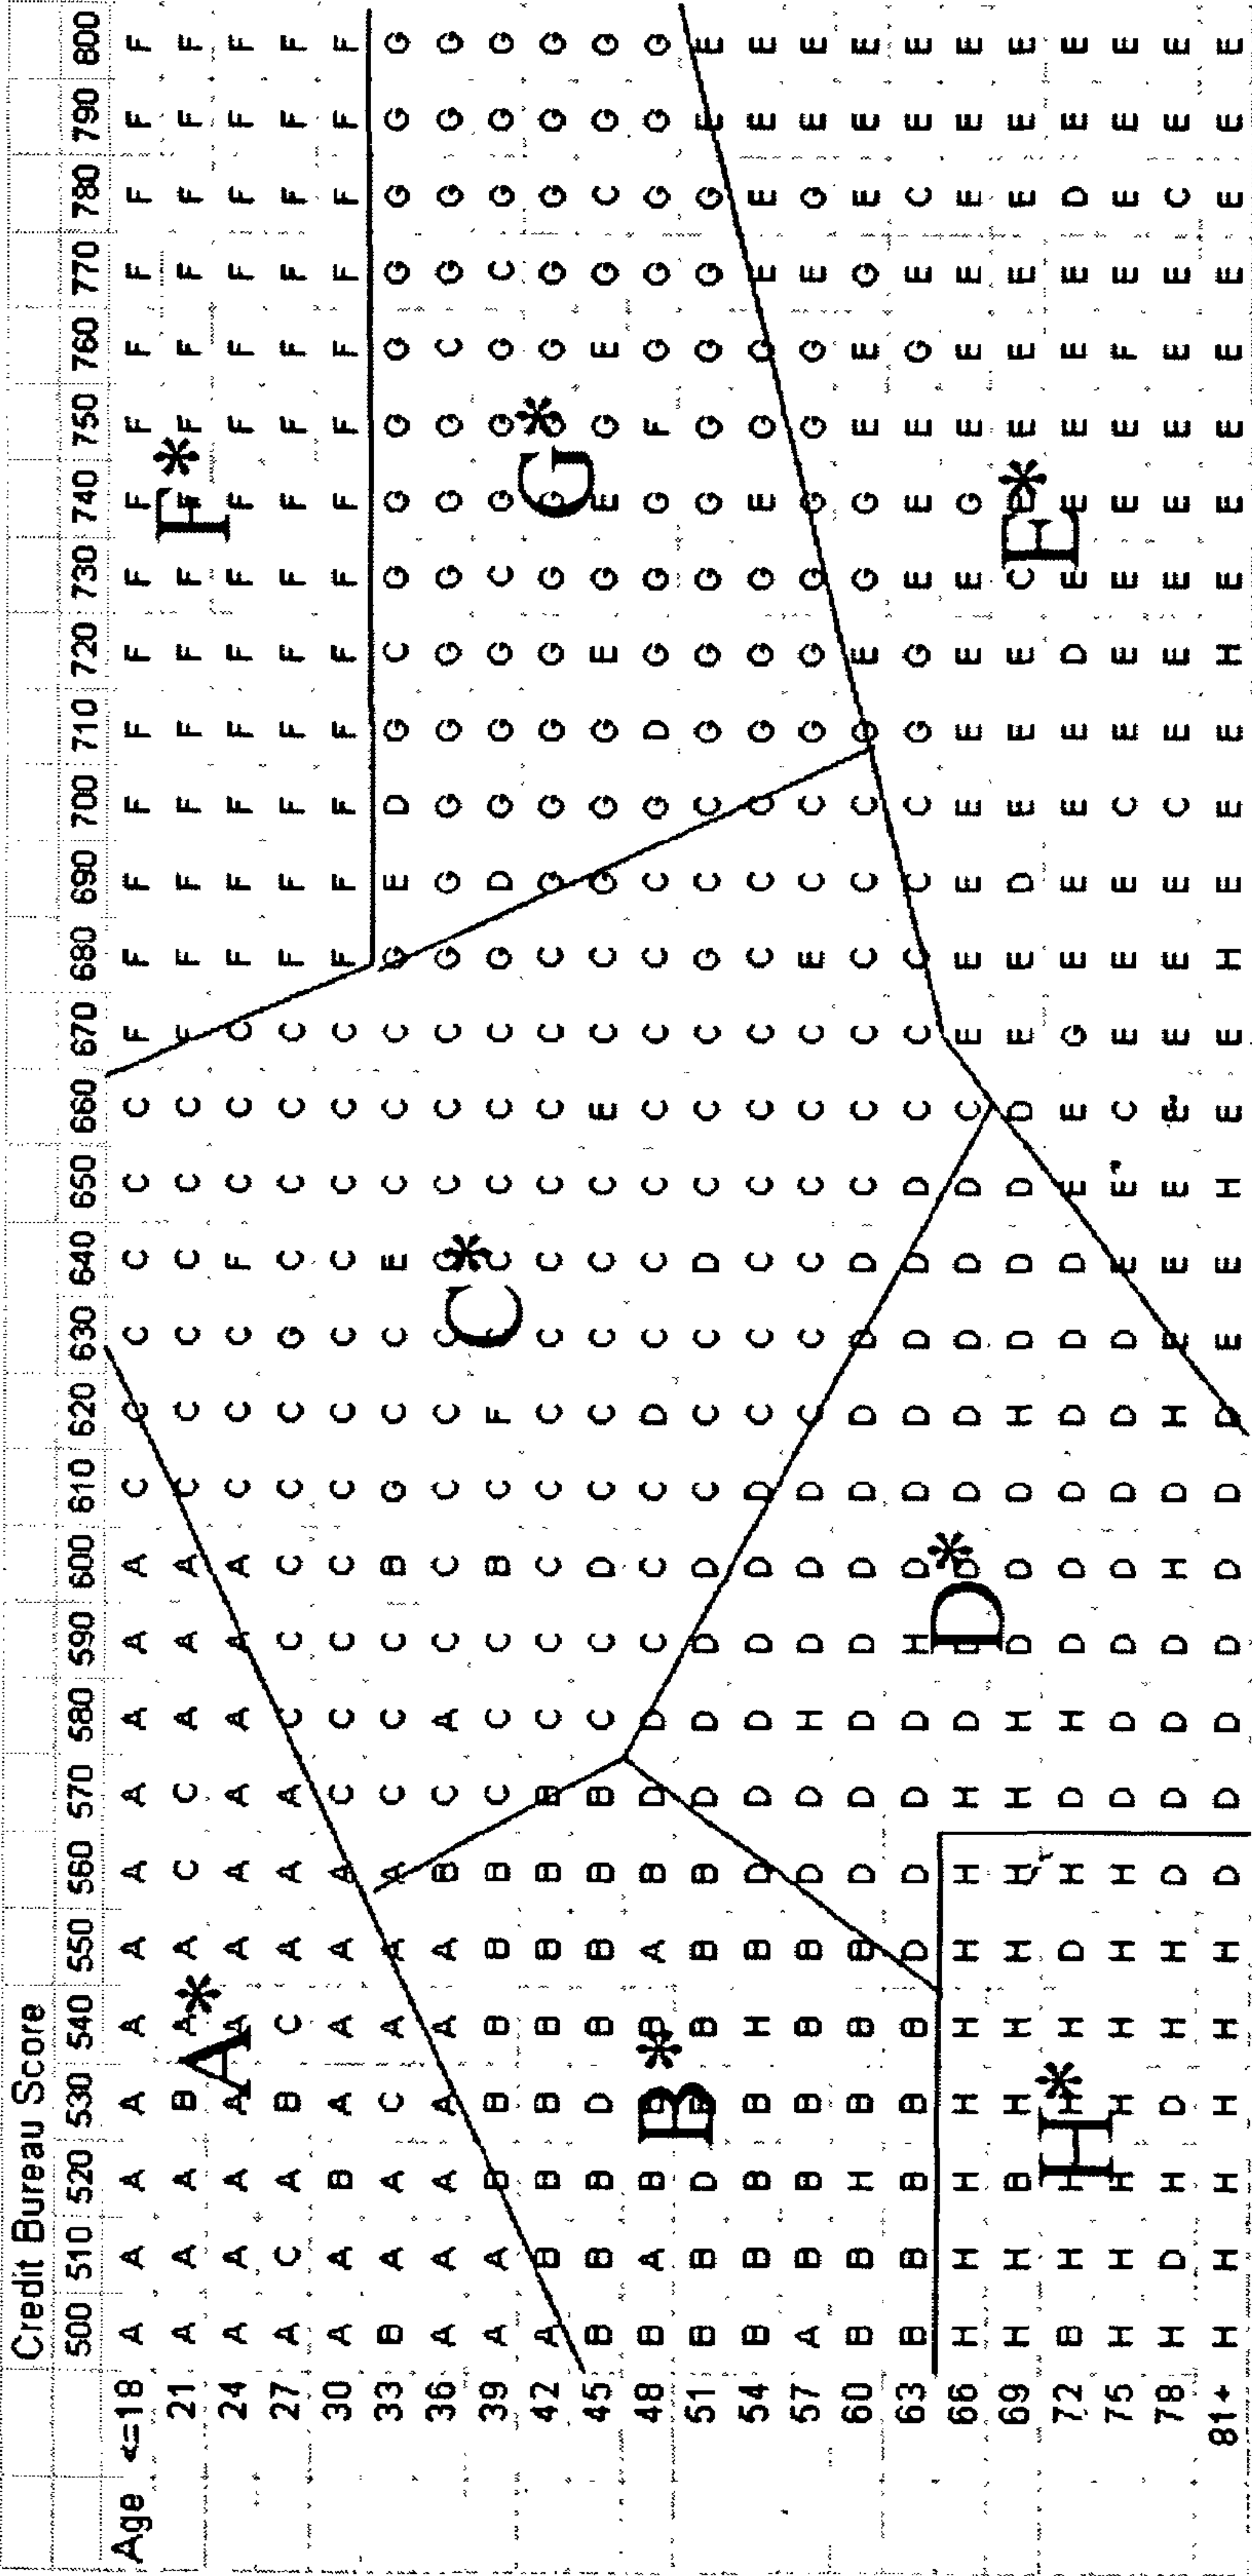 Credit Bureau Score
500 510 520 530 540 550 560 570 580 590 600 610 620 630 640 650 660 670 680 690 700 710 720 730 740 750 760 770 780 790 800
Age <=18 A A A A A A A A A A A C C C C C C F F F F F F F F F F F F F F
21 A A A B A A C C A A A C C C C C C F F F F F F F F F F F F F F
24 A A A A A A A A A A A C C C F C C C F F F F F F F F F F F F F
27 A C A B C A A A C C C C C G C C C C F F F F F F F F F F F F F
30 A A B A A A A C C C C C C C C C C C F F F F F F F F F F F F F
33 B A A C A A A C C C B G C C E C C C G E D G C G G G G G G G G
36 A A A A A A B C A C C C C C C C C C G G G G G G G G C G G G G
39 A A B B B B B C C C B C F C C C C C G D G G G C G G G C G G G
42 A B B B B B B B C C C C C C C C C C C G G G G G G G G G G G G
45 B B B D B B B B C C D C C C C C E C C G G G E G E G E G C G G
48 B A B B B A B D D C C C D C C C C C C C G D G G G F G G G G G
51 B B D B B B B D D D D C C C D C C C G C C G G G G G G G G E E
54 B B B B H B D D D D D D C C C C C C C C C G G G E G G E E E E
57 A B B B B B D D H D D D C C C C C C E C C G G G G G G E G E E
60 B B H B B B D D D D D D D D D C C C C C C G E G G E E G E E E
63 B B B B B D D D D H D D D D D D C C C C C G G E E E G E C E E
66 H H H H H H H H D D D D D D D D C E E E E E E E G E E E E E E
69 H H B H H H H H H D D D H D D D D E E D E E E C E E E E E E E
72 B H H H H D H D H D D D D D D E E G E E E E D E E E E E D E E
75 H H H H H H H D D D D D D D E E C E E E C E E E E E F E E E E
78 H D H D H H D D D D H D H E E E E E E E C E E E E E E E C E E
81+ H H H H H H D D D D D D D E E H E E H E E E H E E E E E E E E
A*
B*
C*
D*
E*
F*
G*
H*